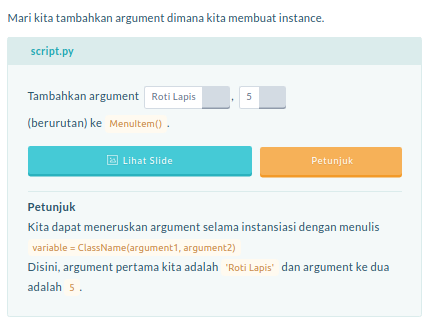 Mari kita tambahkan argument dimana kita membuat instance.
script.py
Tambahkan argument Roti Lapis , 5
(berurutan) ke MenuItem() .
Lihat Slide
Petunjuk
Petunjuk
Kita dapat meneruskan argument selama instansiasi dengan menulis
variable = ClassName(argument1, argument2)
Disini, argument pertama kita adalah 'Roti Lapis' dan argument ke dua
adalah 5 .